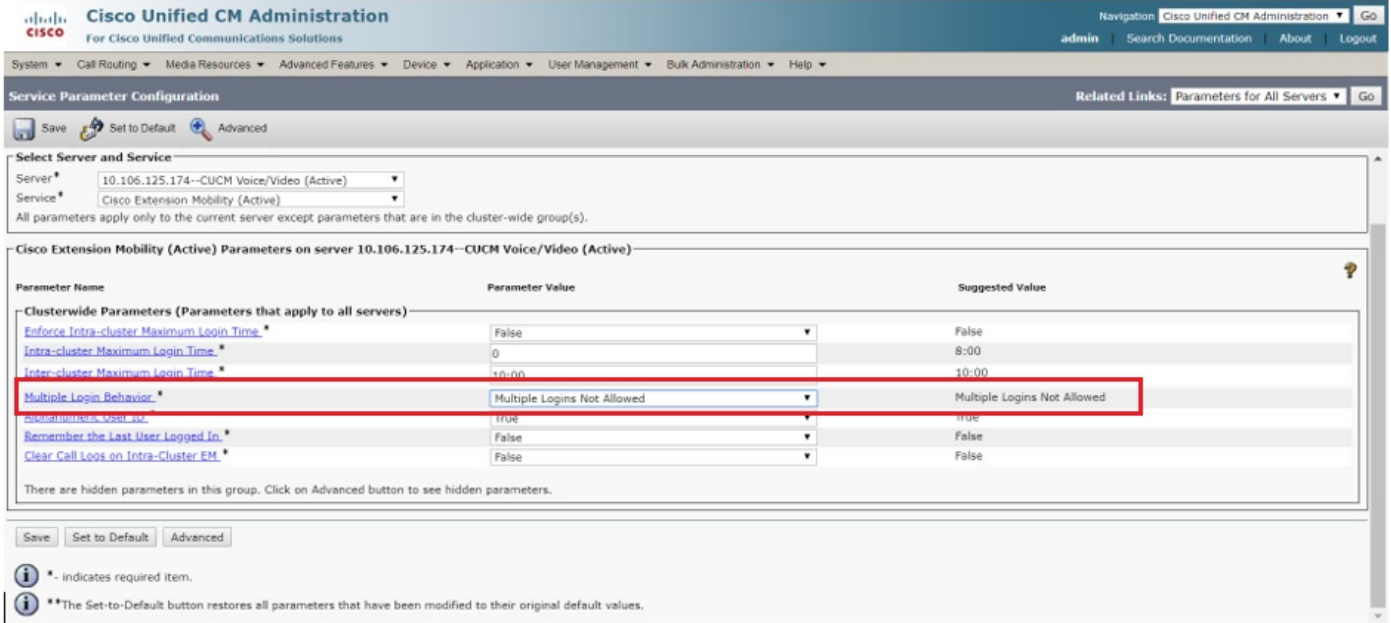 Cisco Unified CM Administration
For Cisco Unified Communications Solutions
CISCO
Navigation Cisco Unified CM Administration Go
admin | Search Documentation | About | Logout
System Call Routing Media Resources Advanced Features Device Application User Management Bulk Administration Help
Service Parameter Configuration
Related Links: Parameters for All Servers Go
Save Set to Default Advanced
Select Server and Service
Server* 10.106.125.174--CUCM Voice/Video (Active)
Service* Cisco Extension Mobility (Active)
All parameters apply only to the current server except parameters that are in the cluster-wide group(s).
Cisco Extension Mobility (Active) Parameters on server 10.106.125.174--CUCM Voice/Video (Active)
?
Parameter Name Parameter Value Suggested Value
Clusterwide Parameters (Parameters that apply to all servers)
Enforce Intra-cluster Maximum Login Time * False False
Intra-cluster Maximum Login Time * 0 8:00
Inter-cluster Maximum Login Time * 10:00 10:00
Multiple Login Behavior * Multiple Logins Not Allowed Multiple Logins Not Allowed
Alphanumeric User ID * True True
Remember the Last User Logged In * False False
Clear Call Logs on Intra-Cluster EM * False False
There are hidden parameters in this group. Click on Advanced button to see hidden parameters.
Save Set to Default Advanced
i *- indicates required item.
i **The Set-to-Default button restores all parameters that have been modified to their original default values.